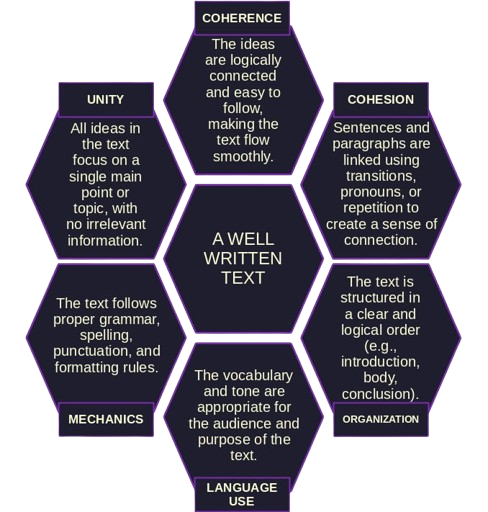 COHERENCE
The ideas
are logically
connected
and easy to
follow,
making the
text flow
smoothly.
UNITY
All ideas in
the text
focus on a
single main
point or
topic, with
no irrelevant
information.
COHESION
Sentences and
paragraphs are
linked using
transitions,
pronouns, or
repetition to
create a sense of
connection.
A WELL
WRITTEN
TEXT
The text follows
proper grammar,
spelling,
punctuation, and
formatting rules.
MECHANICS
The text is
structured in
a clear and
logical order
(e.g.,
introduction,
body,
conclusion).
ORGANIZATION
The vocabulary
and tone are
appropriate for
the audience and
purpose of the
text.
LANGUAGE
USE